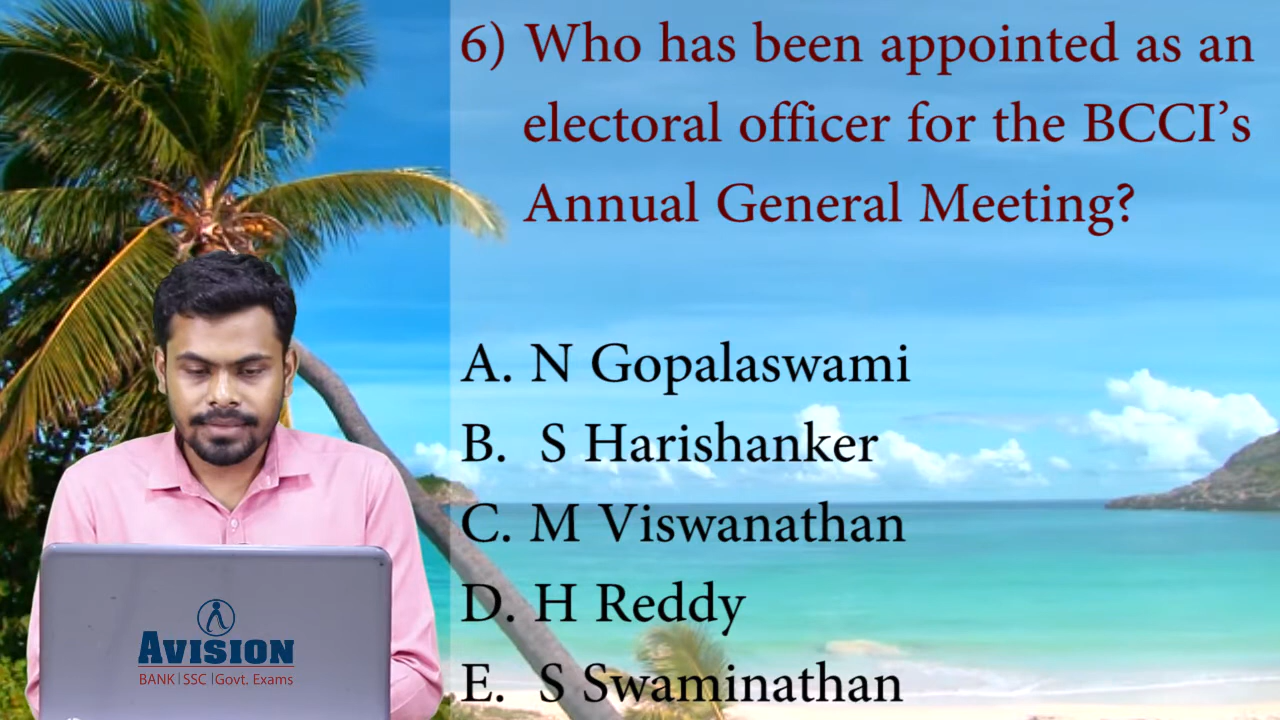 6) Who has been appointed as an
electoral officer for the BCCI’s
Annual General Meeting?
A. N Gopalaswami
B. S Harishanker
C. M Viswanathan
D. H Reddy
E. S Swaminathan
AVISION
BANK|SSC|Govt. Exams